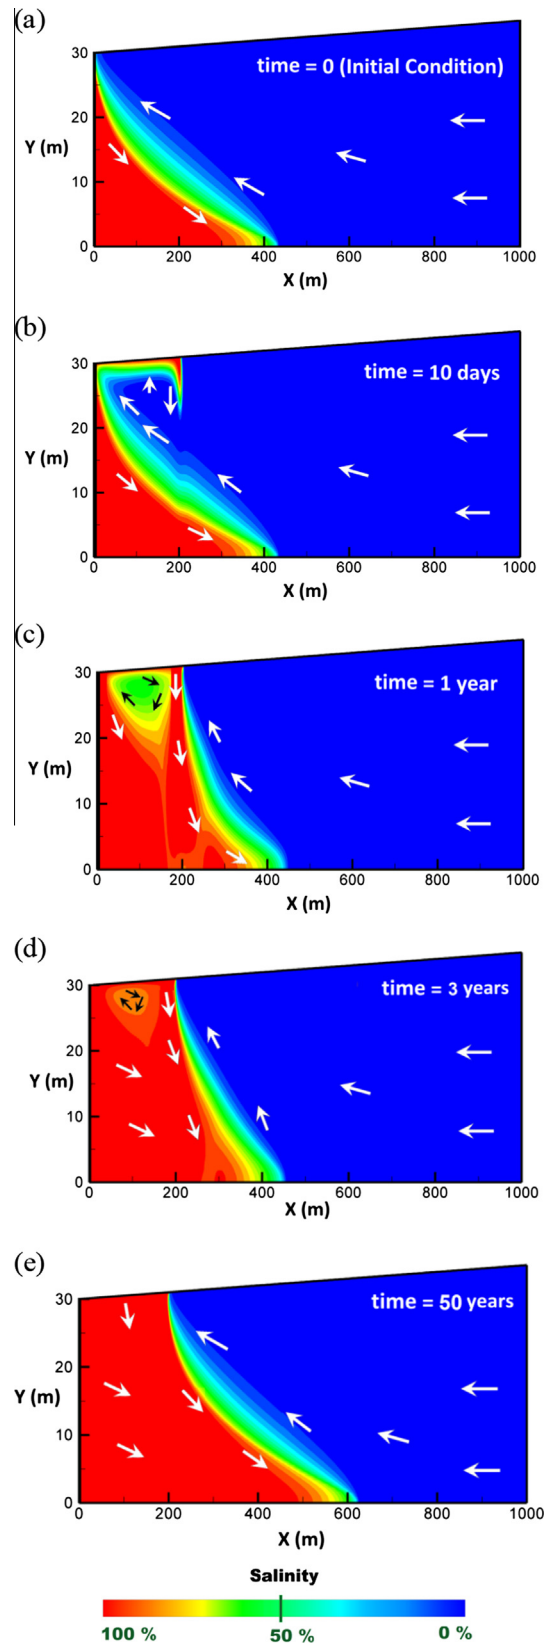 (a)
time = 0 (Initial Condition)
30
20
Y (m)
10
0
0 200 400 600 800 1000
X (m)
(b)
time = 10 days
30
20
Y (m)
10
0
0 200 400 600 800 1000
X (m)
(c)
time = 1 year
30
20
Y (m)
10
0
0 200 400 600 800 1000
X (m)
(d)
time = 3 years
30
20
Y (m)
10
0
0 200 400 600 800 1000
X (m)
(e)
time = 50 years
30
20
Y (m)
10
0
0 200 400 600 800 1000
X (m)
Salinity
100 % 50 % 0 %